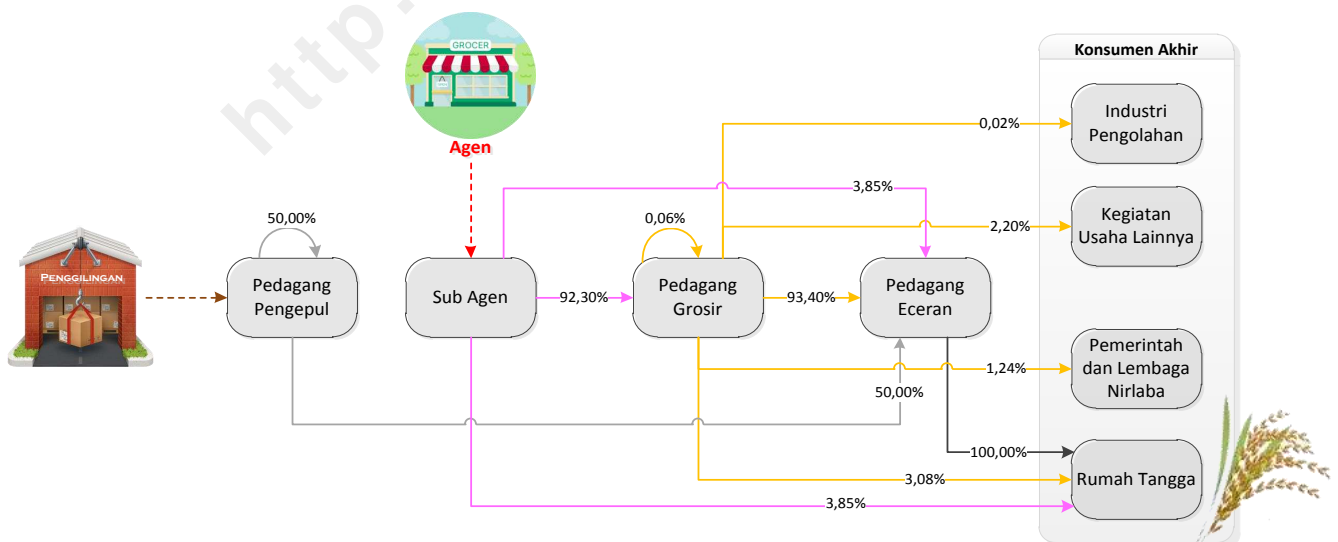 http.
GROCER
Agen
Konsumen Akhir
Industri
Pengolahan
0,02%
3,85%
Kegiatan
Usaha Lainnya
2,20%
50,00%
0,06%
PENGGILINGAN
Pedagang
Pengepul
Sub Agen
92,30%
Pedagang
Grosir
93,40%
Pedagang
Eceran
Pemerintah
dan Lembaga
Nirlaba
1,24%
50,00%
100,00%
Rumah Tangga
3,08%
3,85%